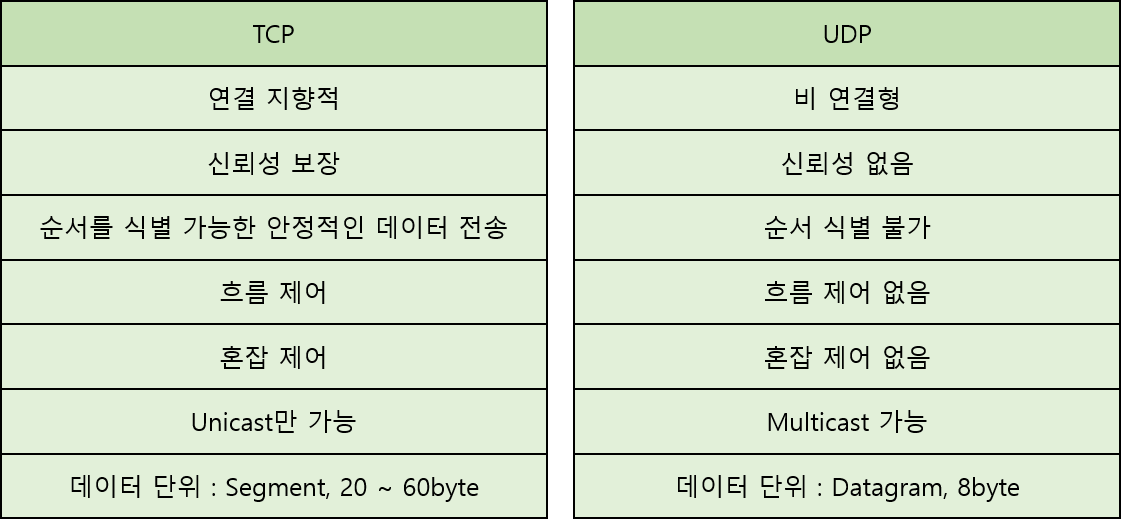 TCP
연결 지향적
신뢰성 보장
순서를 식별 가능한 안정적인 데이터 전송
흐름 제어
혼잡 제어
Unicast만 가능
데이터 단위 : Segment, 20 ~ 60byte
UDP
비 연결형
신뢰성 없음
순서 식별 불가
흐름 제어 없음
혼잡 제어 없음
Multicast 가능
데이터 단위 : Datagram, 8byte